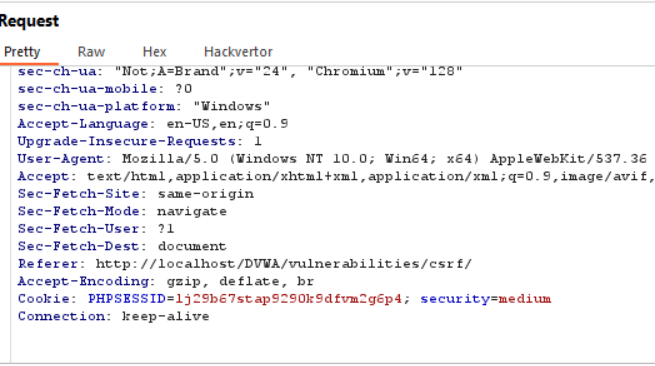 Request
Pretty Raw Hex Hackvertor
sec-ch-ua: "Not;A=Brand";v="24", "Chromium";v="128"
sec-ch-ua-mobile: ?0
sec-ch-ua-platform: "Windows"
Accept-Language: en-US,en;q=0.9
Upgrade-Insecure-Requests: 1
User-Agent: Mozilla/5.0 (Windows NT 10.0; Win64; x64) AppleWebKit/537.36
Accept: text/html,application/xhtml+xml,application/xml;q=0.9,image/avif,
Sec-Fetch-Site: same-origin
Sec-Fetch-Mode: navigate
Sec-Fetch-User: ?1
Sec-Fetch-Dest: document
Referer: http://localhost/DVWA/vulnerabilities/csrf/
Accept-Encoding: gzip, deflate, br
Cookie: PHPSESSID=1j29b67stap9290k9dfvm2g6p4; security=medium
Connection: keep-alive